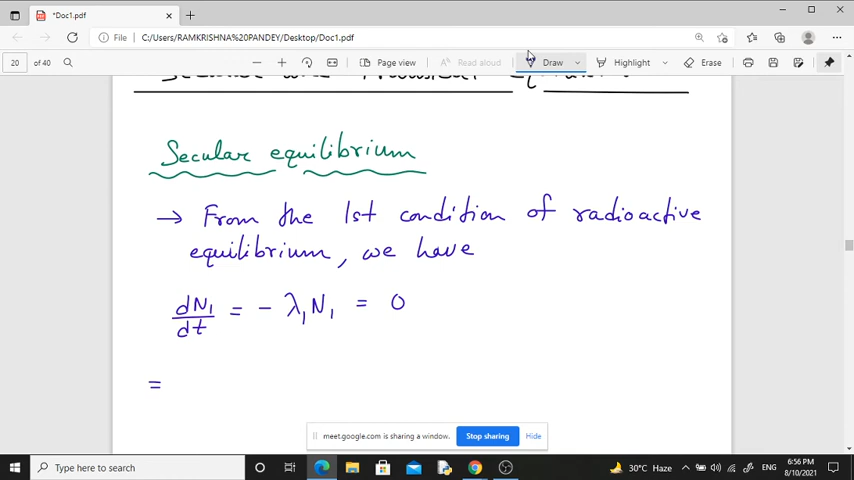 *Doc1.pdf
File C:/Users/RAMKRISHNA%20PANDEY/Desktop/Doc1.pdf
20 of 40 Page view Read aloud Draw Highlight Erase
Secular equilibrium
→ From the 1st condition of radioactive
equilibrium, we have
dN₁/dt = - λ₁N₁ = 0
=
meet.google.com is sharing a window. Stop sharing Hide
Type here to search 30°C Haze ENG 6:56 PM
8/10/2021